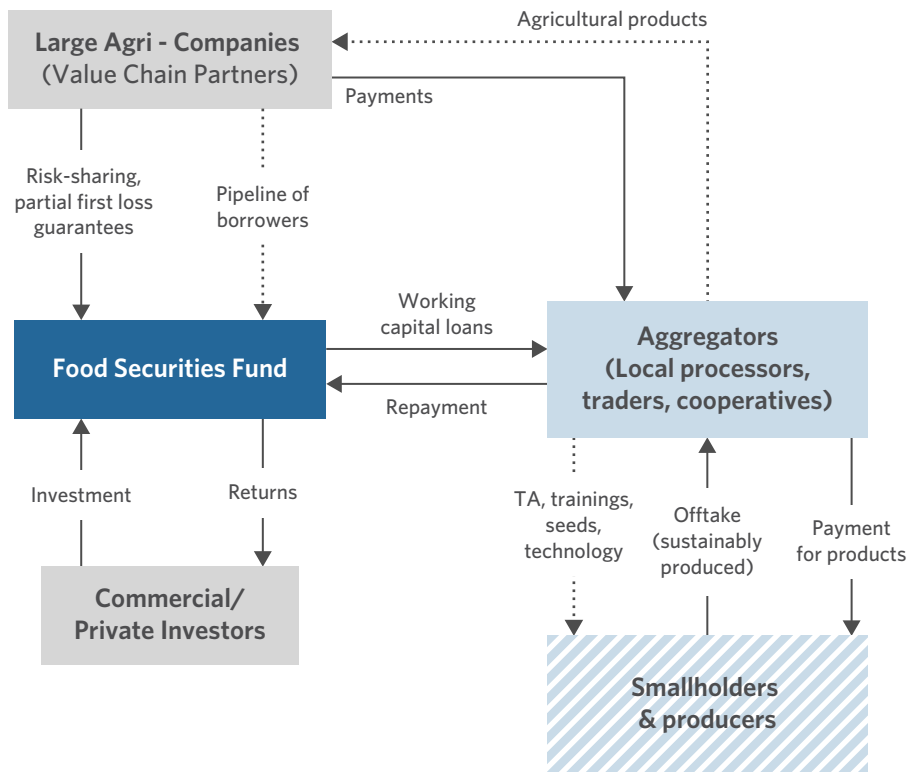 Agricultural products
Large Agri - Companies
(Value Chain Partners)
Payments
Risk-sharing,
partial first loss
guarantees
Pipeline of
borrowers
Working
capital loans
Food Securities Fund
Aggregators
(Local processors,
traders, cooperatives)
Repayment
Investment
Returns
TA, trainings,
seeds,
technology
Offtake
(sustainably
produced)
Payment
for products
Commercial/
Private Investors
Smallholders
& producers